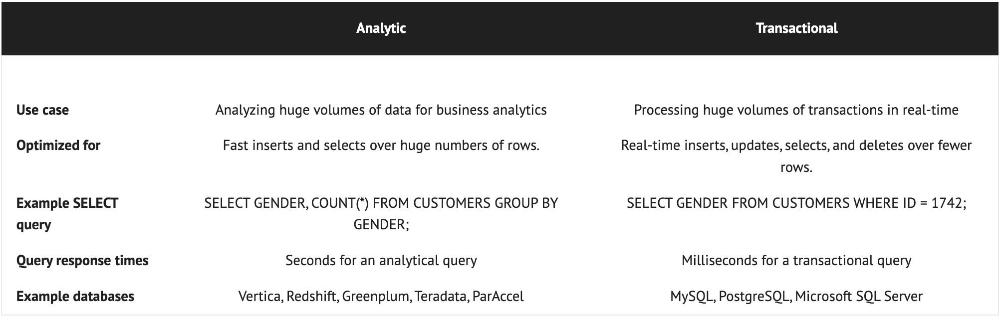 Analytic Transactional
Use case Analyzing huge volumes of data for business analytics Processing huge volumes of transactions in real-time
Optimized for Fast inserts and selects over huge numbers of rows. Real-time inserts, updates, selects, and deletes over fewer
rows.
Example SELECT SELECT GENDER, COUNT(*) FROM CUSTOMERS GROUP BY SELECT GENDER FROM CUSTOMERS WHERE ID = 1742;
query GENDER;
Query response times Seconds for an analytical query Milliseconds for a transactional query
Example databases Vertica, Redshift, Greenplum, Teradata, ParAccel MySQL, PostgreSQL, Microsoft SQL Server